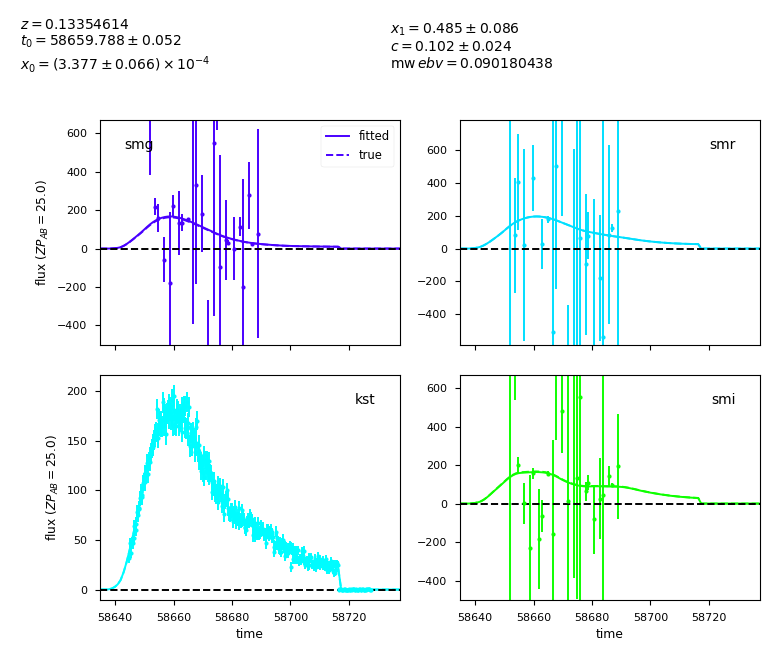 z = 0.13354614
t₀ = 58659.788 ± 0.052
x₀ = (3.377 ± 0.066) × 10⁻⁴
x₁ = 0.485 ± 0.086
c = 0.102 ± 0.024
mw ebv = 0.090180438
smg
fitted
true
600
400
200
0
−200
−400
flux (ZP_AB = 25.0)
smr
600
400
200
0
−200
−400
kst
200
150
100
50
0
flux (ZP_AB = 25.0)
58640 58660 58680 58700 58720
time
smi
600
400
200
0
−200
−400
58640 58660 58680 58700 58720
time